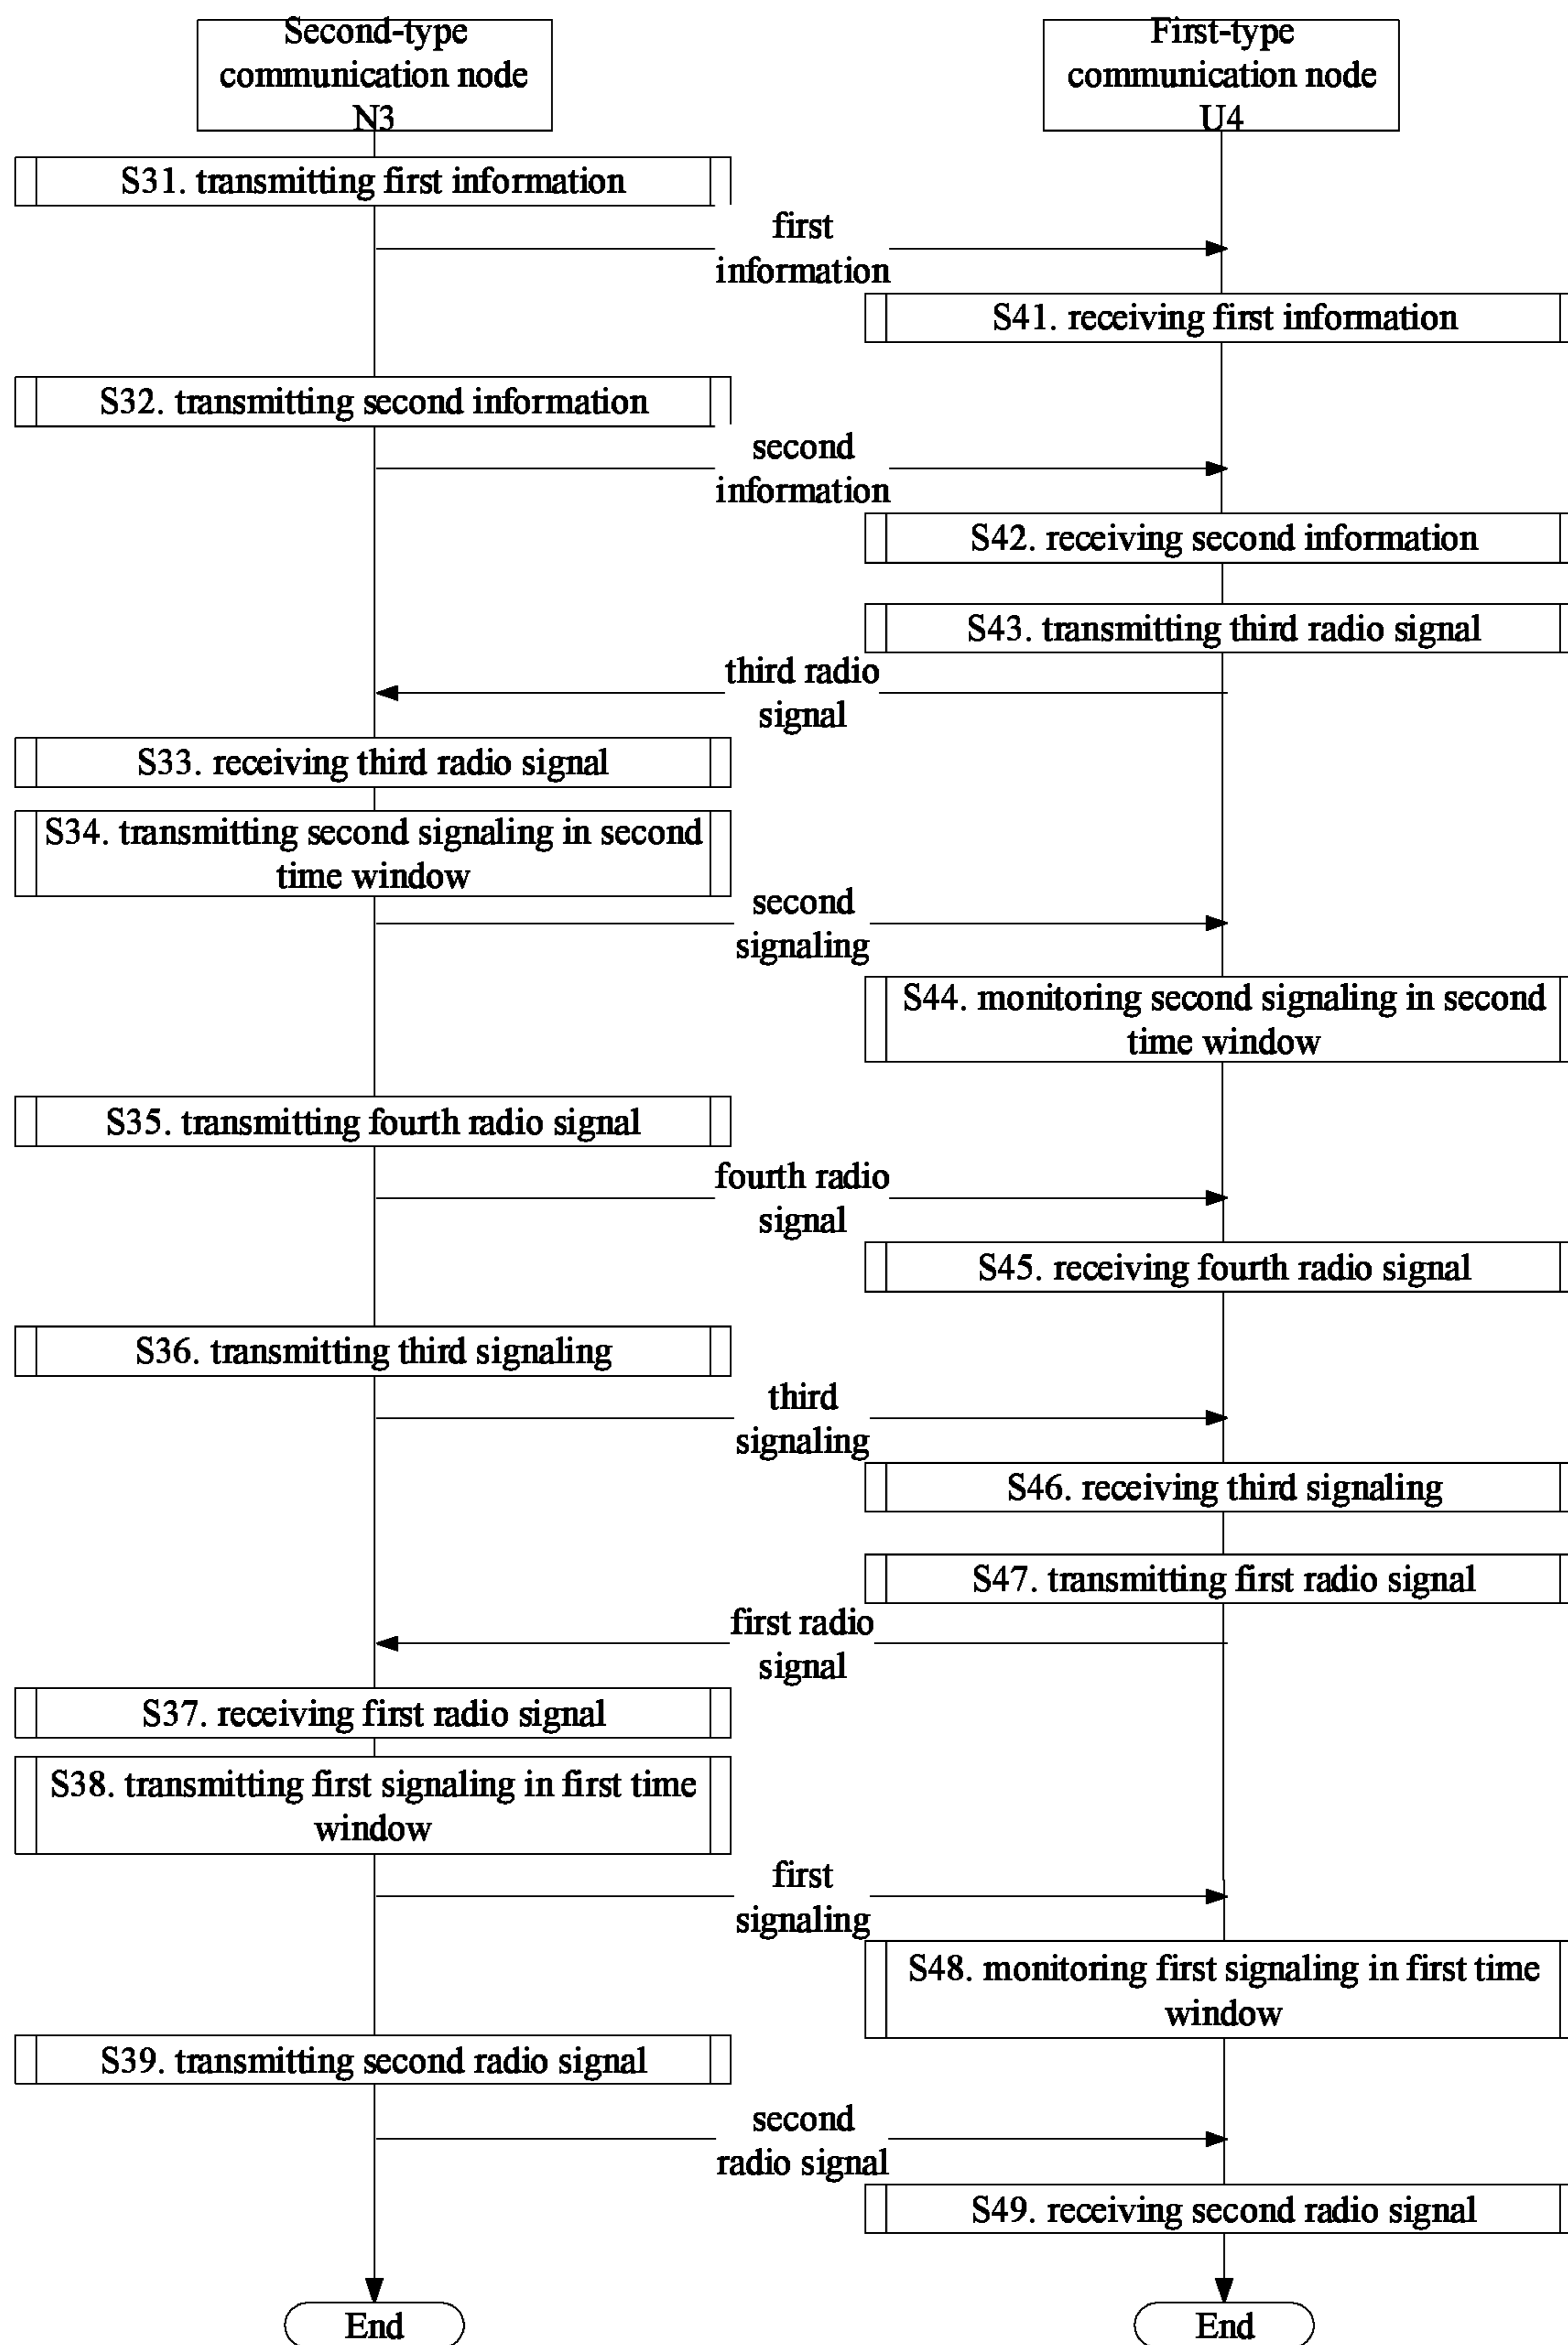 Second-type
communication node
N3
First-type
communication node
U4
S31. transmitting first information
first
information
S41. receiving first information
S32. transmitting second information
second
information
S42. receiving second information
S43. transmitting third radio signal
third radio
signal
S33. receiving third radio signal
S34. transmitting second signaling in second
time window
second
signaling
S44. monitoring second signaling in second
time window
S35. transmitting fourth radio signal
fourth radio
signal
S45. receiving fourth radio signal
S36. transmitting third signaling
third
signaling
S46. receiving third signaling
S47. transmitting first radio signal
first radio
signal
S37. receiving first radio signal
S38. transmitting first signaling in first time
window
first
signaling
S48. monitoring first signaling in first time
window
S39. transmitting second radio signal
second
radio signal
S49. receiving second radio signal
End
End